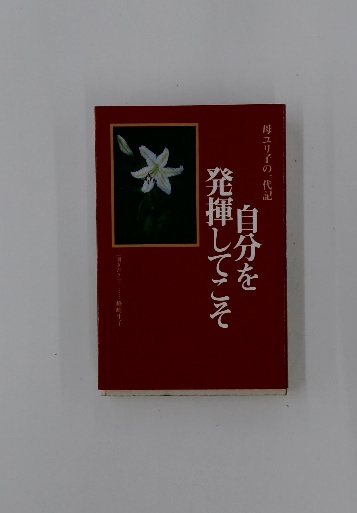 母ユリ子の一代記
自分を
発揮してこそ